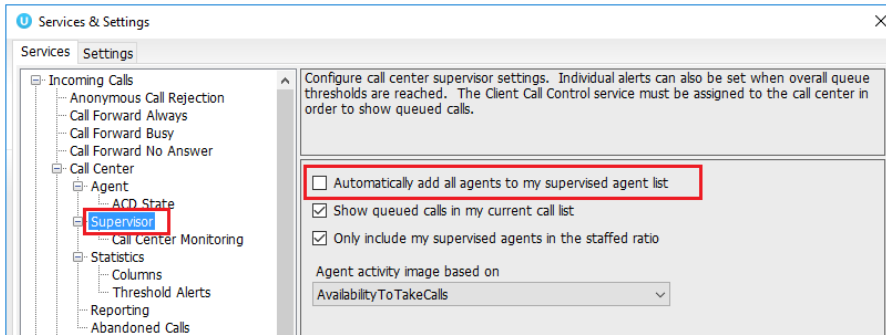 Services & Settings
Services Settings
Incoming Calls
Anonymous Call Rejection
Call Forward Always
Call Forward Busy
Call Forward No Answer
Call Center
Agent
ACD State
Supervisor
Call Center Monitoring
Statistics
Columns
Threshold Alerts
Reporting
Abandoned Calls
Configure call center supervisor settings. Individual alerts can also be set when overall queue
thresholds are reached. The Client Call Control service must be assigned to the call center in
order to show queued calls.
Automatically add all agents to my supervised agent list
Show queued calls in my current call list
Only include my supervised agents in the staffed ratio
Agent activity image based on
AvailabilityToTakeCalls